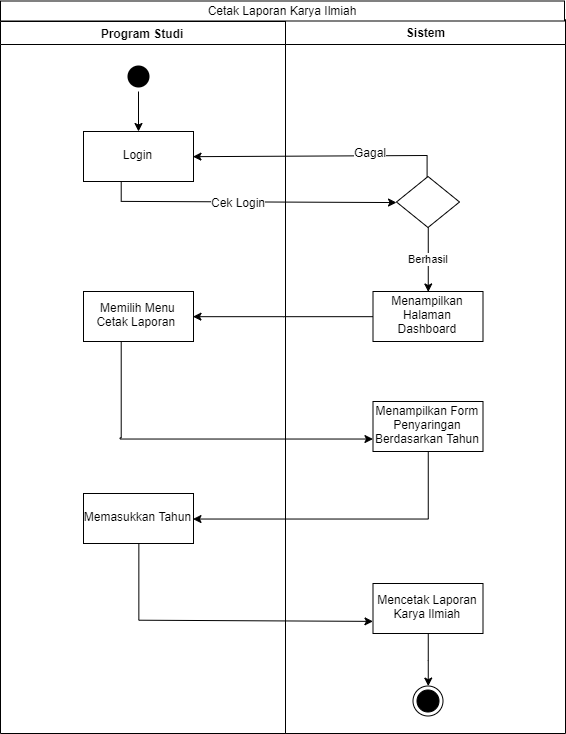 Cetak Laporan Karya Ilmiah
Program Studi
Sistem
Login
Gagal
Cek Login
Berhasil
Memilih Menu
Cetak Laporan
Menampilkan
Halaman
Dashboard
Menampilkan Form
Penyaringan
Berdasarkan Tahun
Memasukkan Tahun
Mencetak Laporan
Karya Ilmiah